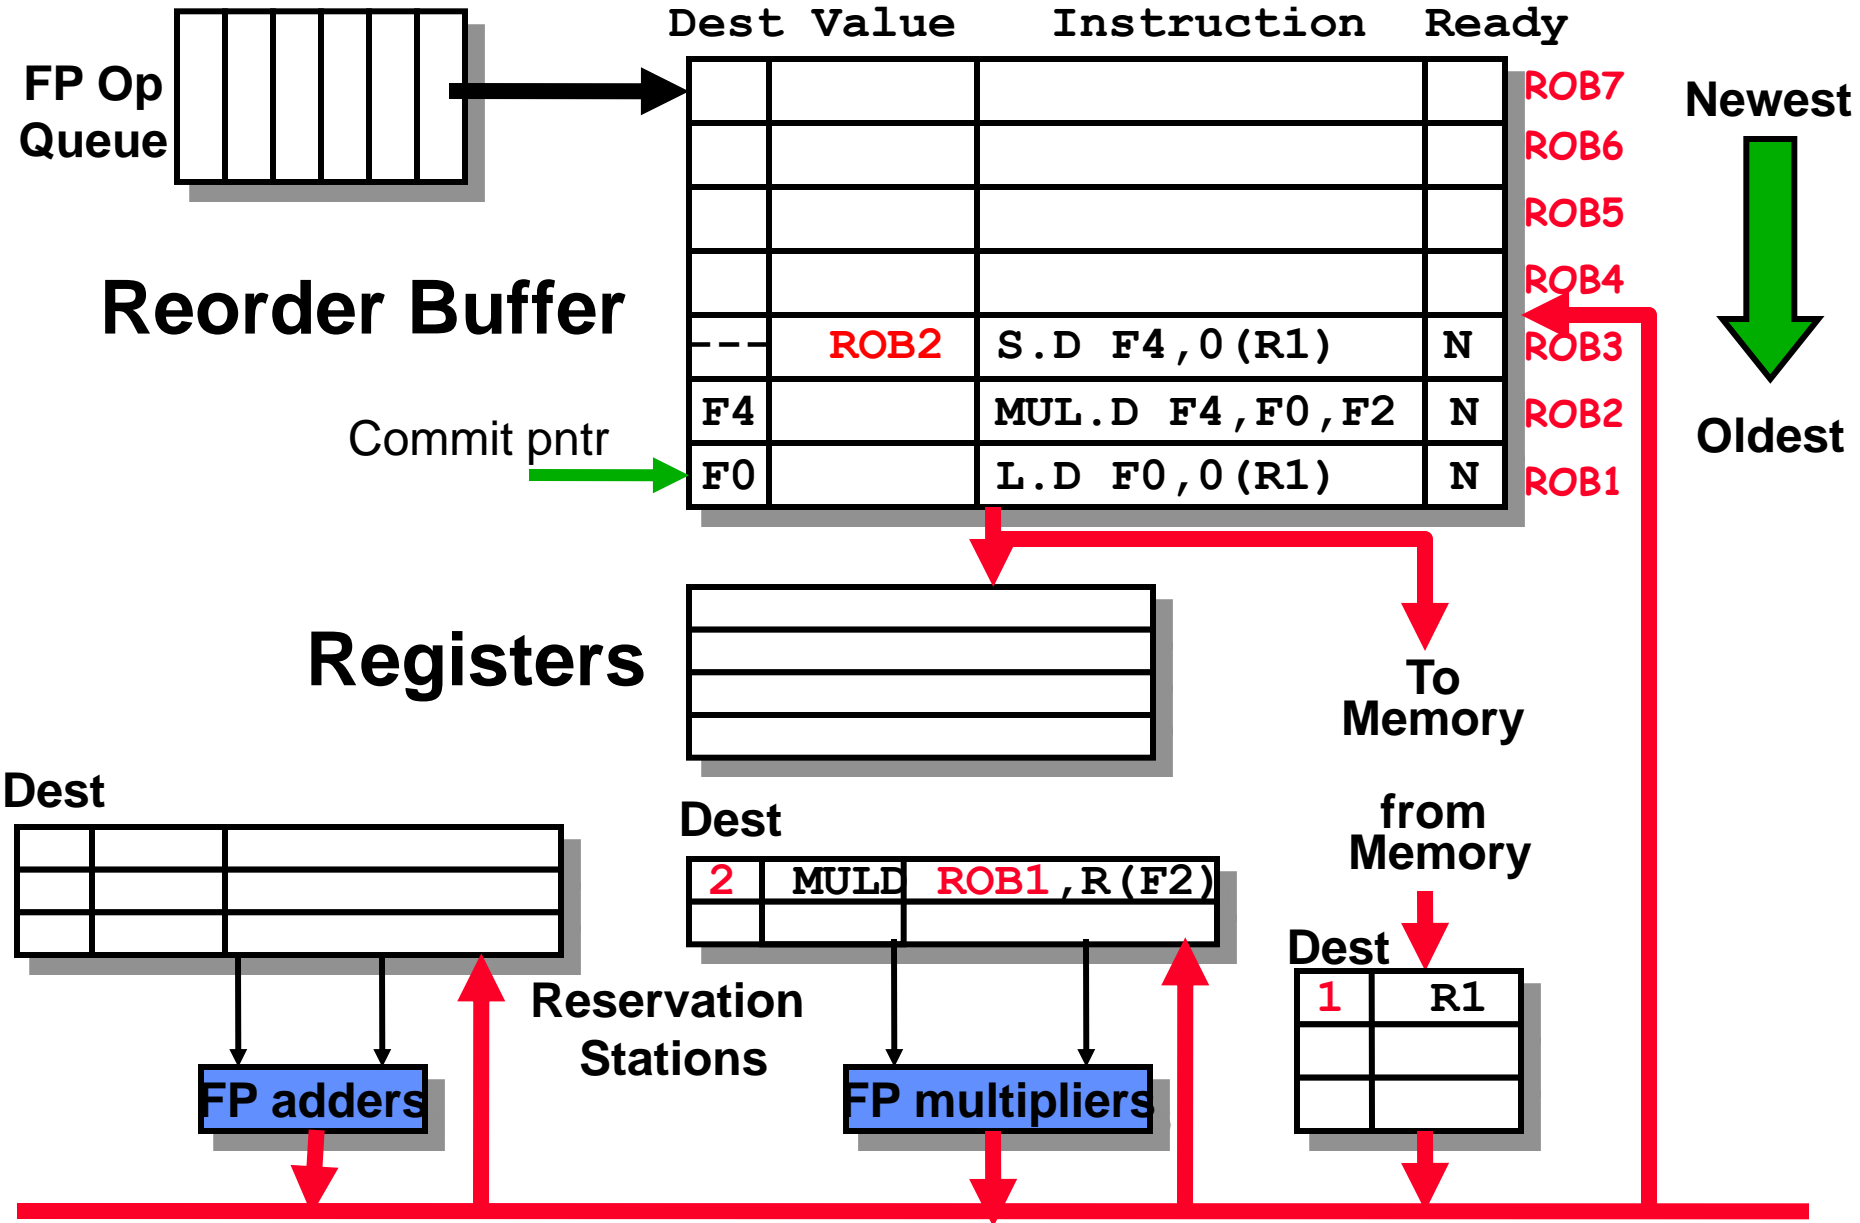 Dest Value Instruction Ready
FP Op
Queue
ROB7
Newest
ROB6
ROB5
ROB4
Reorder Buffer
--- ROB2 S.D F4,0(R1) N ROB3
F4 MUL.D F4,F0,F2 N ROB2
Oldest
Commit pntr
F0 L.D F0,0(R1) N ROB1
Registers
To
Memory
Dest
Dest
from
Memory
2 MULD ROB1,R(F2)
Dest
1 R1
Reservation
Stations
FP adders
FP multipliers